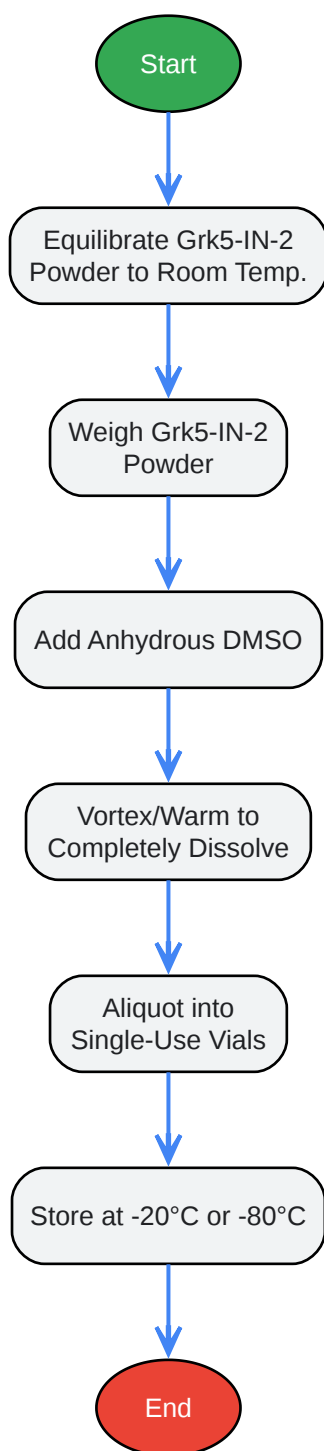 Start
Equilibrate Grk5-IN-2
Powder to Room Temp.
Weigh Grk5-IN-2
Powder
Add Anhydrous DMSO
Vortex/Warm to
Completely Dissolve
Aliquot into
Single-Use Vials
Store at -20°C or -80°C
End